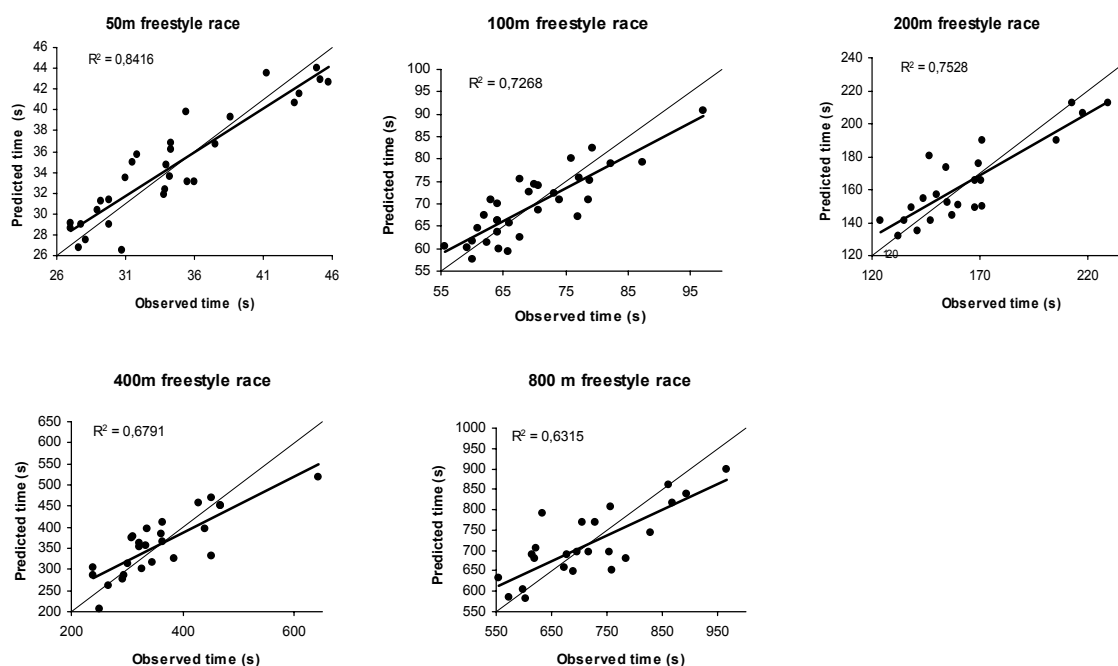 50m freestyle race
R² = 0,8416
Predicted time (s)
46
44
42
40
38
36
34
32
30
28
26
26 31 36 41 46
Observed time (s)
100m freestyle race
R² = 0,7268
Predicted time (s)
100
95
90
85
80
75
70
65
60
55
55 65 75 85 95
Observed time (s)
200m freestyle race
R² = 0,7528
Predicted time (s)
240
220
200
180
160
140
120
120
120 170 220
Observed time (s)
400m freestyle race
R² = 0,6791
Predicted time (s)
650
600
550
500
450
400
350
300
250
200
200 400 600
Observed time (s)
800 m freestyle race
R² = 0,6315
Predicted time (s)
1000
950
900
850
800
750
700
650
600
550
550 650 750 850 950
Observed time (s)